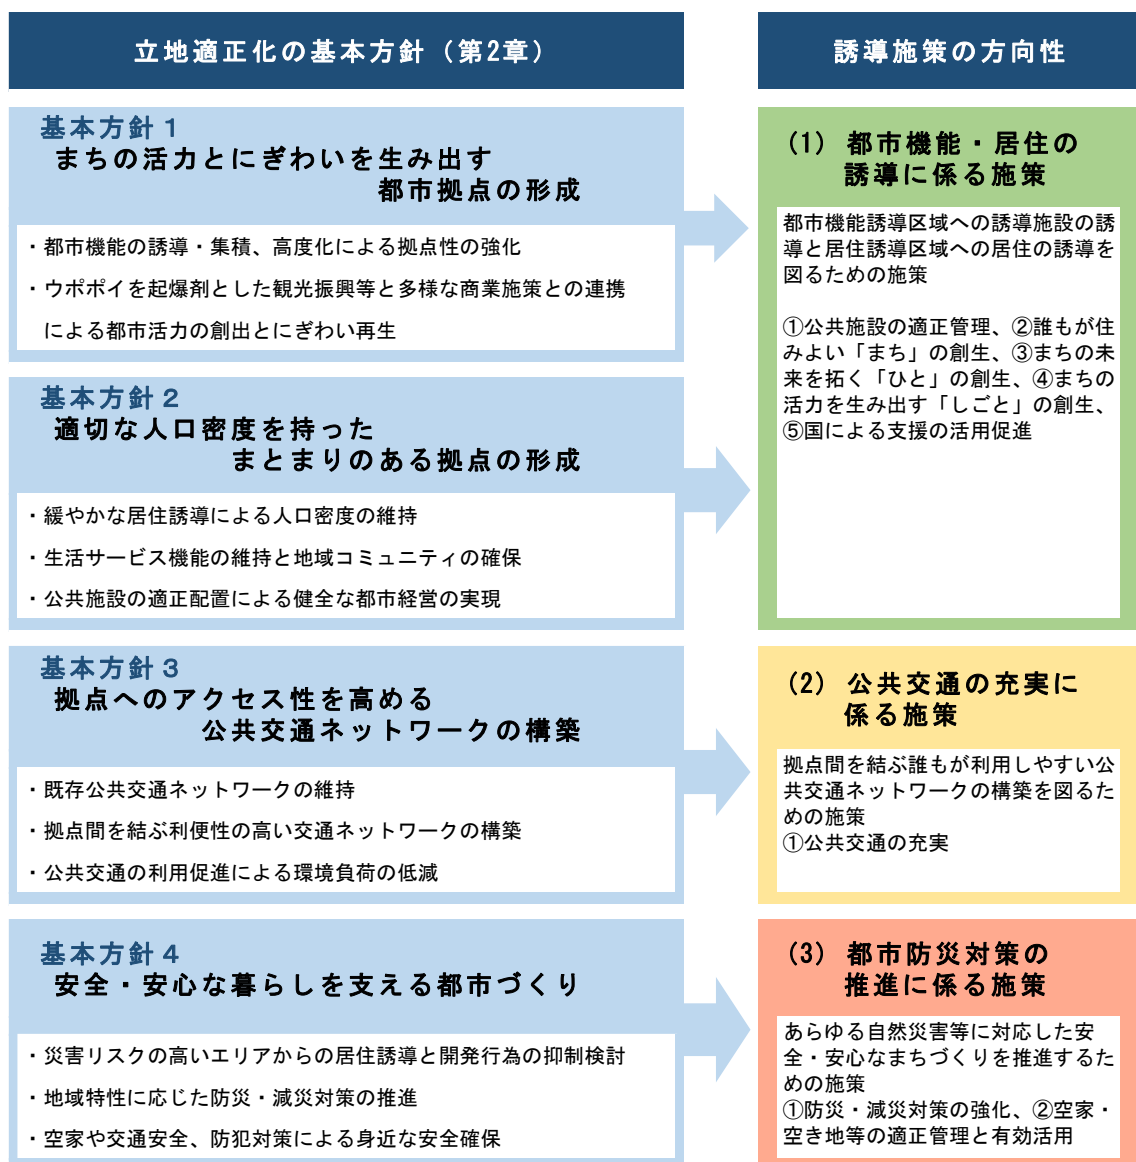 立地適正化の基本方針（第2章）
誘導施策の方向性
基本方針１
まちの活力とにぎわいを生み出す
都市拠点の形成
・都市機能の誘導・集積、高度化による拠点性の強化
・ウポポイを起爆剤とした観光振興等と多様な商業施策との連携
による都市活力の創出とにぎわい再生
基本方針２
適切な人口密度を持った
まとまりのある拠点の形成
・緩やかな居住誘導による人口密度の維持
・生活サービス機能の維持と地域コミュニティの確保
・公共施設の適正配置による健全な都市経営の実現
(1) 都市機能・居住の
誘導に係る施策
都市機能誘導区域への誘導施設の誘
導と居住誘導区域への居住の誘導を
図るための施策
①公共施設の適正管理、②誰もが住
みよい「まち」の創生、③まちの未
来を拓く「ひと」の創生、④まちの
活力を生み出す「しごと」の創生、
⑤国による支援の活用促進
基本方針３
拠点へのアクセス性を高める
公共交通ネットワークの構築
・既存公共交通ネットワークの維持
・拠点間を結ぶ利便性の高い交通ネットワークの構築
・公共交通の利用促進による環境負荷の低減
(2) 公共交通の充実に
係る施策
拠点間を結ぶ誰もが利用しやすい公
共交通ネットワークの構築を図るた
めの施策
①公共交通の充実
基本方針４
安全・安心な暮らしを支える都市づくり
・災害リスクの高いエリアからの居住誘導と開発行為の抑制検討
・地域特性に応じた防災・減災対策の推進
・空家や交通安全、防犯対策による身近な安全確保
(3) 都市防災対策の
推進に係る施策
あらゆる自然災害等に対応した安
全・安心なまちづくりを推進するた
めの施策
①防災・減災対策の強化、②空家・
空き地等の適正管理と有効活用